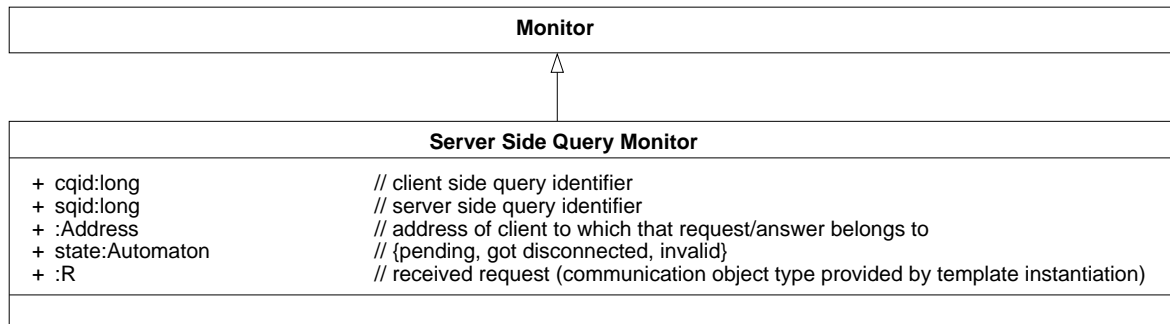 Monitor
Server Side Query Monitor
+ cqid:long // client side query identifier
+ sqid:long // server side query identifier
+ :Address // address of client to which that request/answer belongs to
+ state:Automaton // {pending, got disconnected, invalid}
+ :R // received request (communication object type provided by template instantiation)